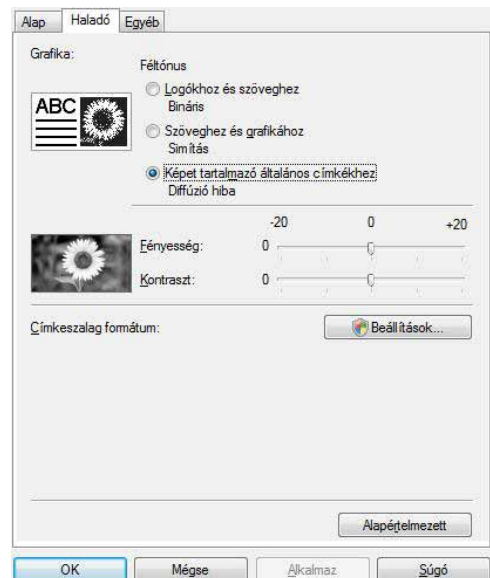 Alap Haladó Egyéb
Grafika:
Féltónus
ABC
Logókhoz és szöveghez
Bináris
Szöveghez és grafikához
Simítás
Képet tartalmazó általános címkékhez
Diffúzió hiba
-20 0 +20
Fényesség: 0
Kontraszt: 0
Címkeszalag formátum: Beállítások...
Alapértelmezett
OK Mégse Alkalmaz Súgó